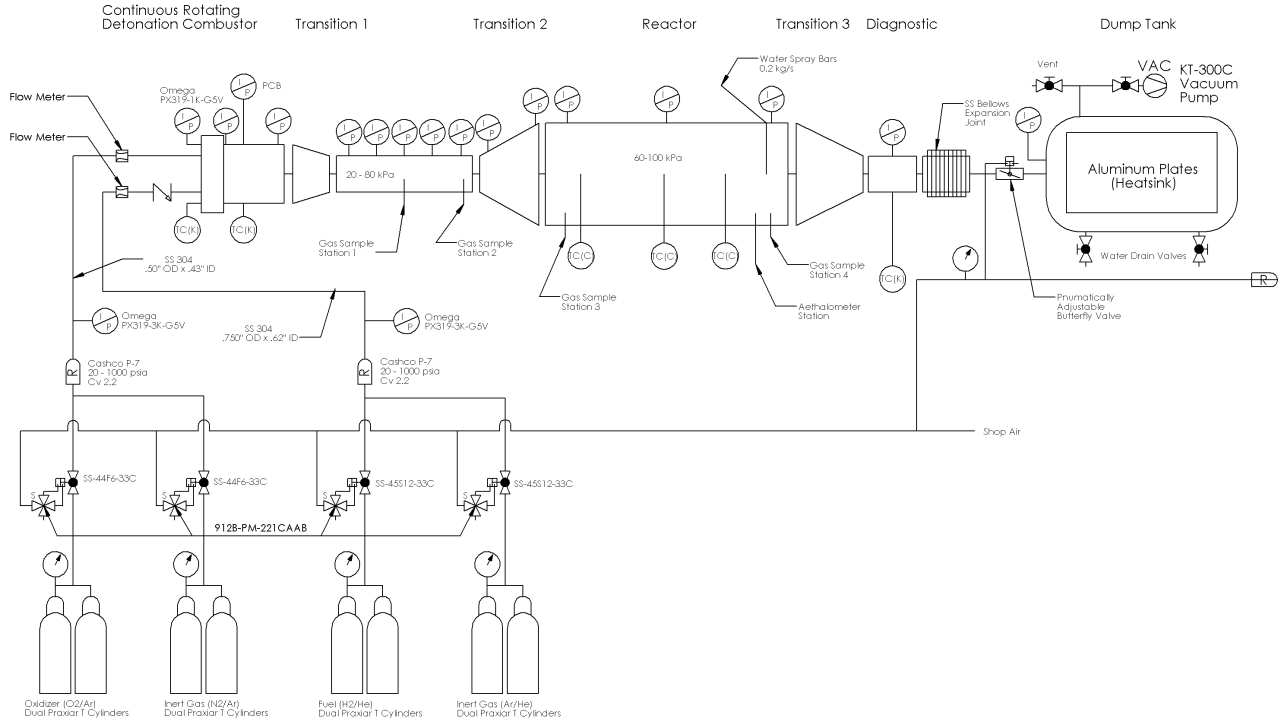 Continuous Rotating
Detonation Combustor
Transition 1
Transition 2
Reactor
Transition 3
Diagnostic
Dump Tank
Water Spray Bars
0.2 kg/s
Vent
VAC
KT-300C
Vacuum
Pump
Flow Meter
Flow Meter
Omega
PX319-1K-G5V
PCB
I
P
I
P
I
P
I
P
I
P
I
P
I
P
I
P
I
P
I
P
I
P
I
P
I
P
I
P
I
P
I
P
SS Bellows
Expansion
Joint
20 - 80 kPa
60-100 kPa
Aluminum Plates
(Heatsink)
TC(K)
TC(K)
Gas Sample
Station 1
Gas Sample
Station 2
TC(C)
TC(C)
TC(C)
TC(K)
Gas Sample
Station 3
Gas Sample
Station 4
Aethalometer
Station
Water Drain Valves
R
Pnumatically
Adjustable
Butterfly Valve
SS 304
.50" OD x .43" ID
SS 304
.750" OD x .62" ID
I
P
Omega
PX319-3K-G5V
I
P
Omega
PX319-3K-G5V
R
Cashco P-7
20 - 1000 psia
Cv 2.2
R
Cashco P-7
20 - 1000 psia
Cv 2.2
Shop Air
S
SS-44F6-33C
S
SS-44F6-33C
S
SS-45S12-33C
S
SS-45S12-33C
912B-PM-221CAAB
Oxidizer (O2/Ar)
Dual Praxiar T Cylinders
Inert Gas (N2/Ar)
Dual Praxiar T Cylinders
Fuel (H2/He)
Dual Praxiar T Cylinders
Inert Gas (Ar/He)
Dual Praxiar T Cylinders